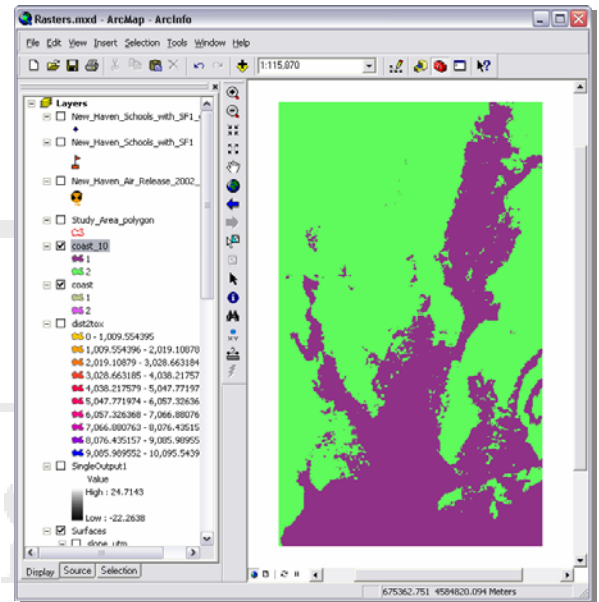 Rasters.mxd - ArcMap - ArcInfo
File Edit View Insert Selection Tools Window Help
1:115,070
Layers
New_Haven_Schools_with_SF1_
New_Haven_Schools_with_SF1
New_Haven_Air_Release_2002_
Study_Area_polygon
coast_10
1
2
coast
1
2
dist2tox
0 - 1,009.554395
1,009.554396 - 2,019.10878
2,019.10879 - 3,028.663184
3,028.663185 - 4,038.21757
4,038.217579 - 5,047.77197
5,047.771974 - 6,057.32636
6,057.326368 - 7,066.88076
7,066.880763 - 8,076.43515
8,076.435157 - 9,085.98955
9,085.989552 - 10,095.5439
SingleOutput1
Value
High : 24.7143
Low : -22.2638
Surfaces
slope_utm
Display Source Selection
675362.751 4584820.094 Meters